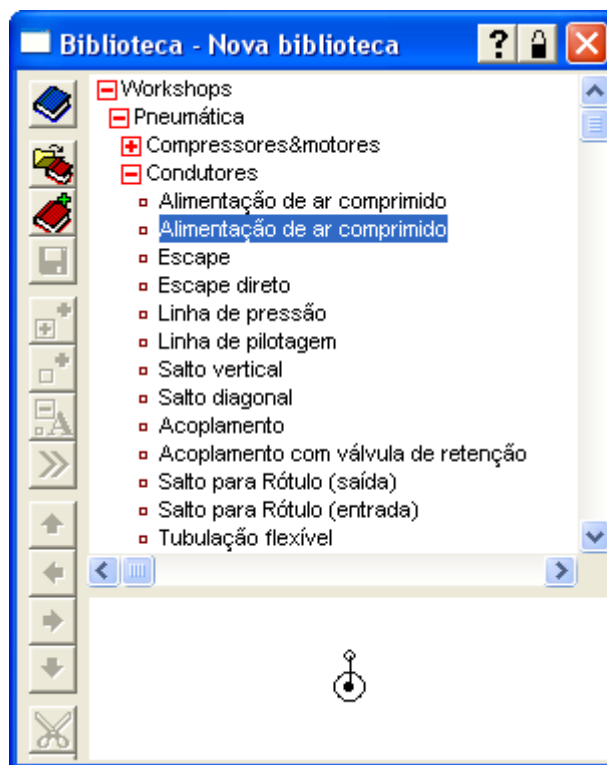 Biblioteca - Nova biblioteca
Workshops
Pneumática
Compressores&motores
Condutores
Alimentação de ar comprimido
Alimentação de ar comprimido
Escape
Escape direto
Linha de pressão
Linha de pilotagem
Salto vertical
Salto diagonal
Acoplamento
Acoplamento com válvula de retenção
Salto para Rótulo (saída)
Salto para Rótulo (entrada)
Tubulação flexível